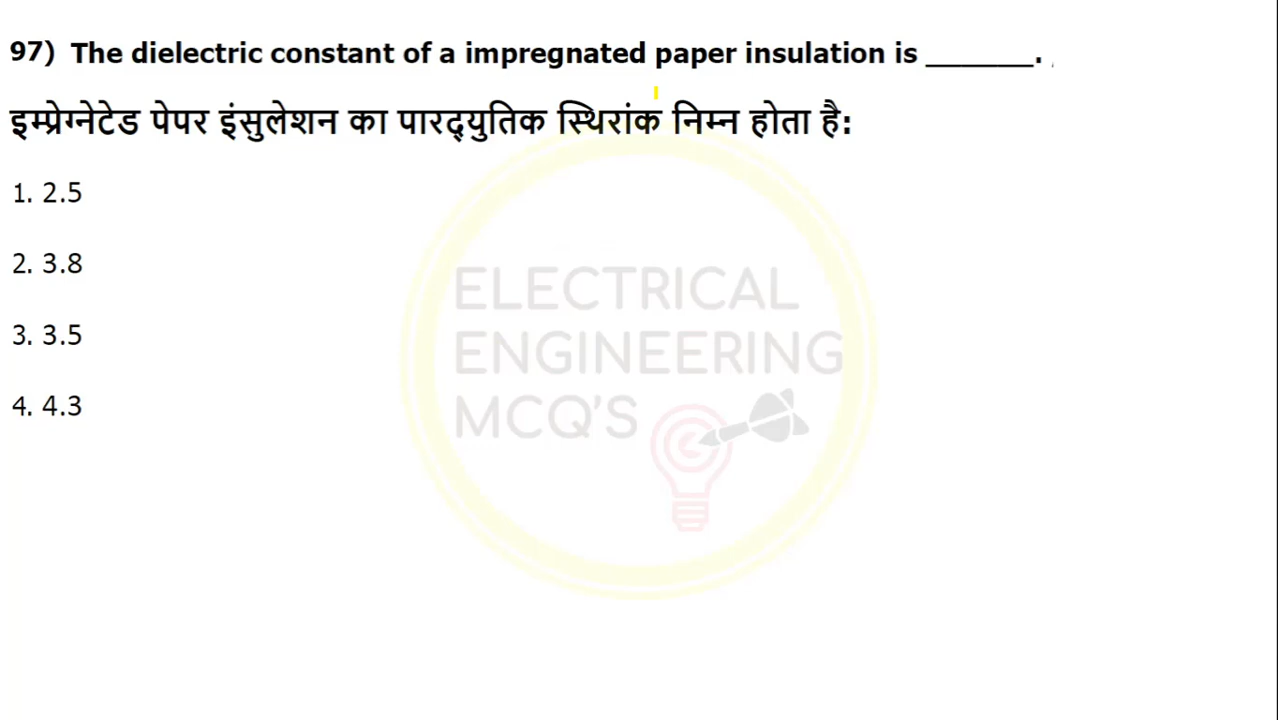 97) The dielectric constant of a impregnated paper insulation is ______.
इम्प्रेग्नेटेड पेपर इंसुलेशन का पारद्युतिक स्थिरांक निम्न होता है:
1. 2.5
2. 3.8
3. 3.5
4. 4.3
ELECTRICAL
ENGINEERING
MCQ'S